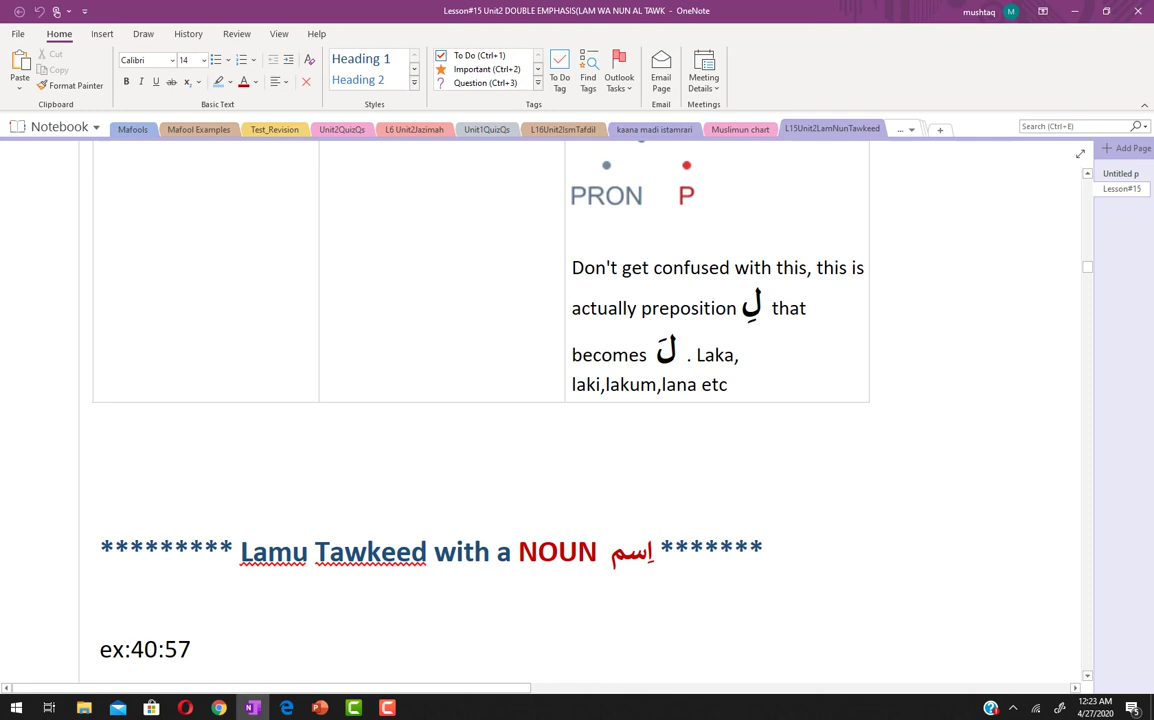 Lesson#15 Unit2 DOUBLE EMPHASIS(LAM WA NUN AL TAWK - OneNote
mushtaq M
File Home Insert Draw History Review View Help
Paste
Cut
Copy
Format Painter
Clipboard
Calibri 14
B I U ab x₂ A
Basic Text
Heading 1
Heading 2
Styles
To Do (Ctrl+1)
Important (Ctrl+2)
? Question (Ctrl+3)
To Do Tag
Find Tags
Outlook Tasks
Tags
Email Page
Email
Meeting Details
Meetings
Notebook
Mafools Mafool Examples Test_Revision Unit2QuizQs L6 Unit2Jazimah Unit1QuizQs L16Unit2IsmTafdil kaana madi istamrari Muslimun chart L15Unit2LamNunTawkeed ... +
Search (Ctrl+E)
Add Page
Untitled p
Lesson#15
PRON P
Don't get confused with this, this is
actually preposition لِ that
becomes لَ . Laka,
laki,lakum,lana etc
********* Lamu Tawkeed with a NOUN اِسم *******
ex:40:57
12:23 AM
4/27/2020
5